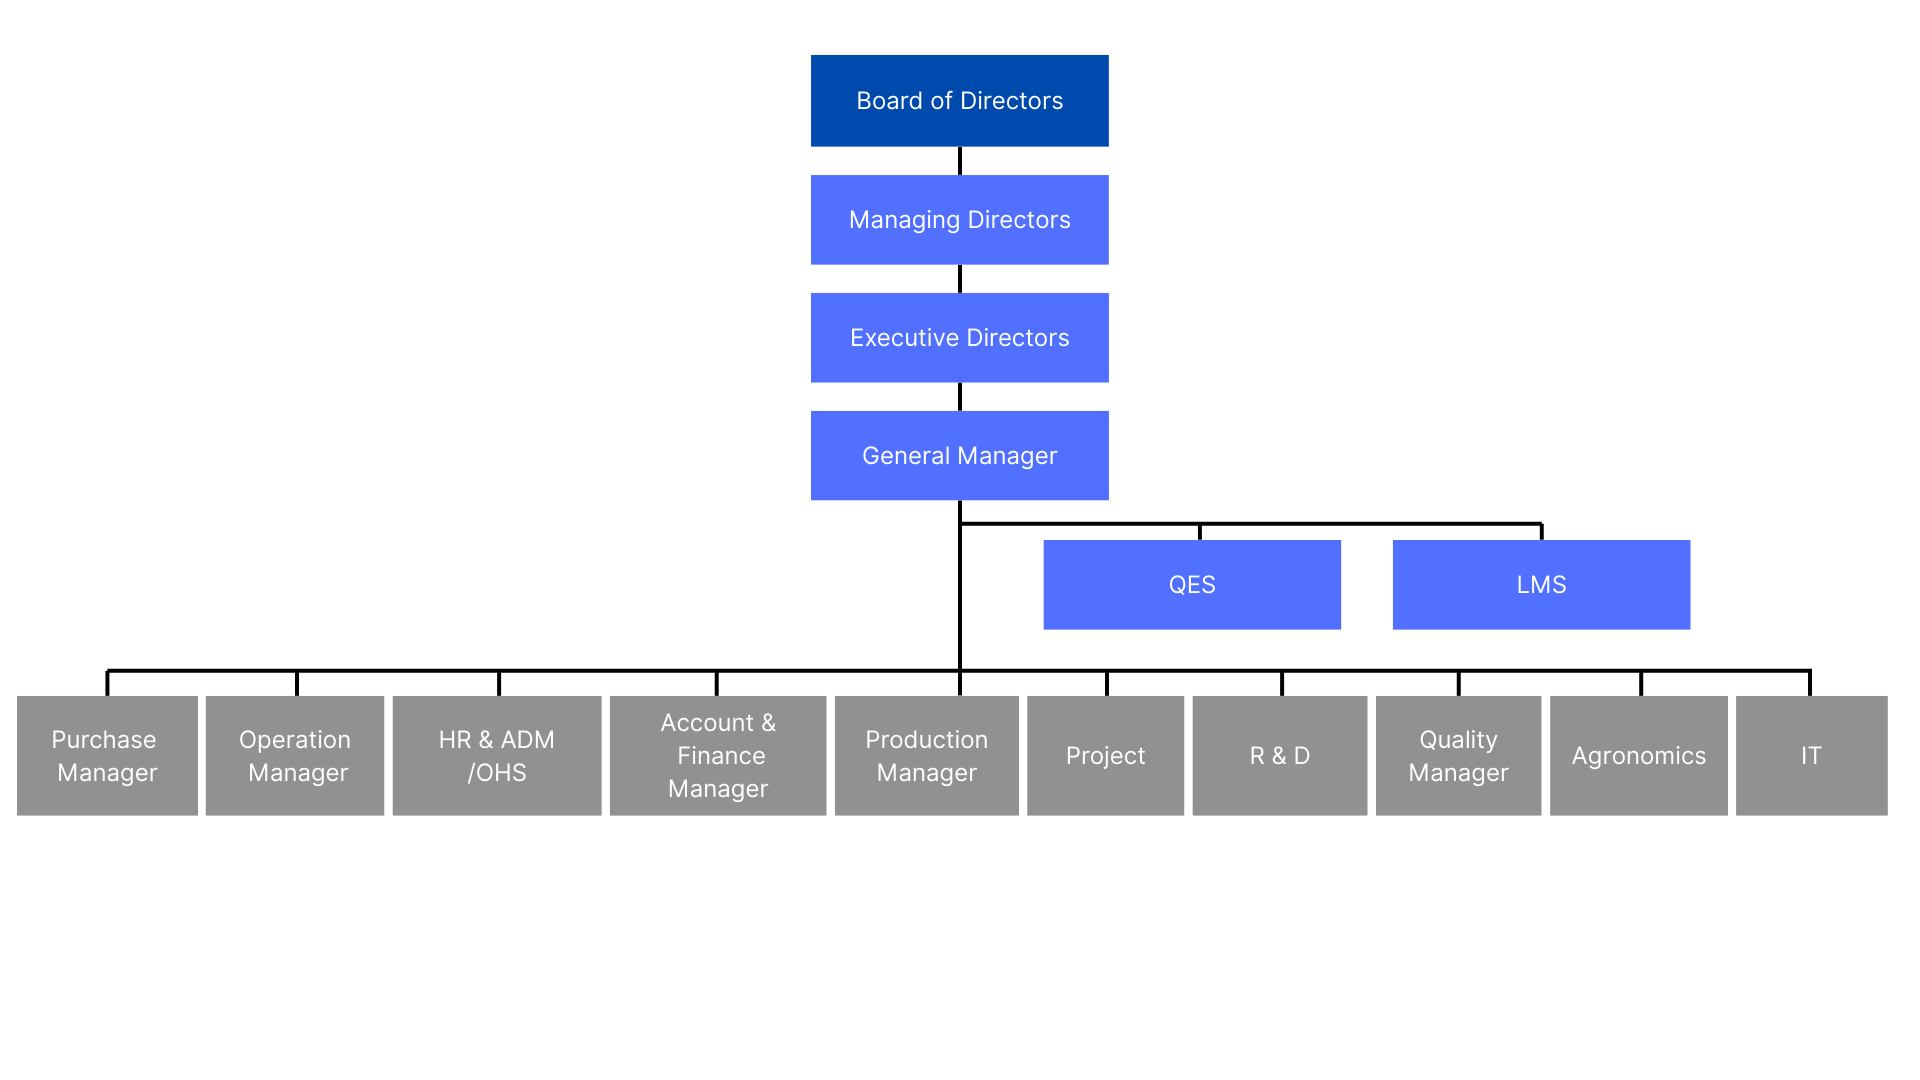 Board of Directors
Managing Directors
Executive Directors
General Manager
QES
LMS
Purchase
Manager
Operation
Manager
HR & ADM
/OHS
Account &
Finance
Manager
Production
Manager
Project
R & D
Quality
Manager
Agronomics
IT